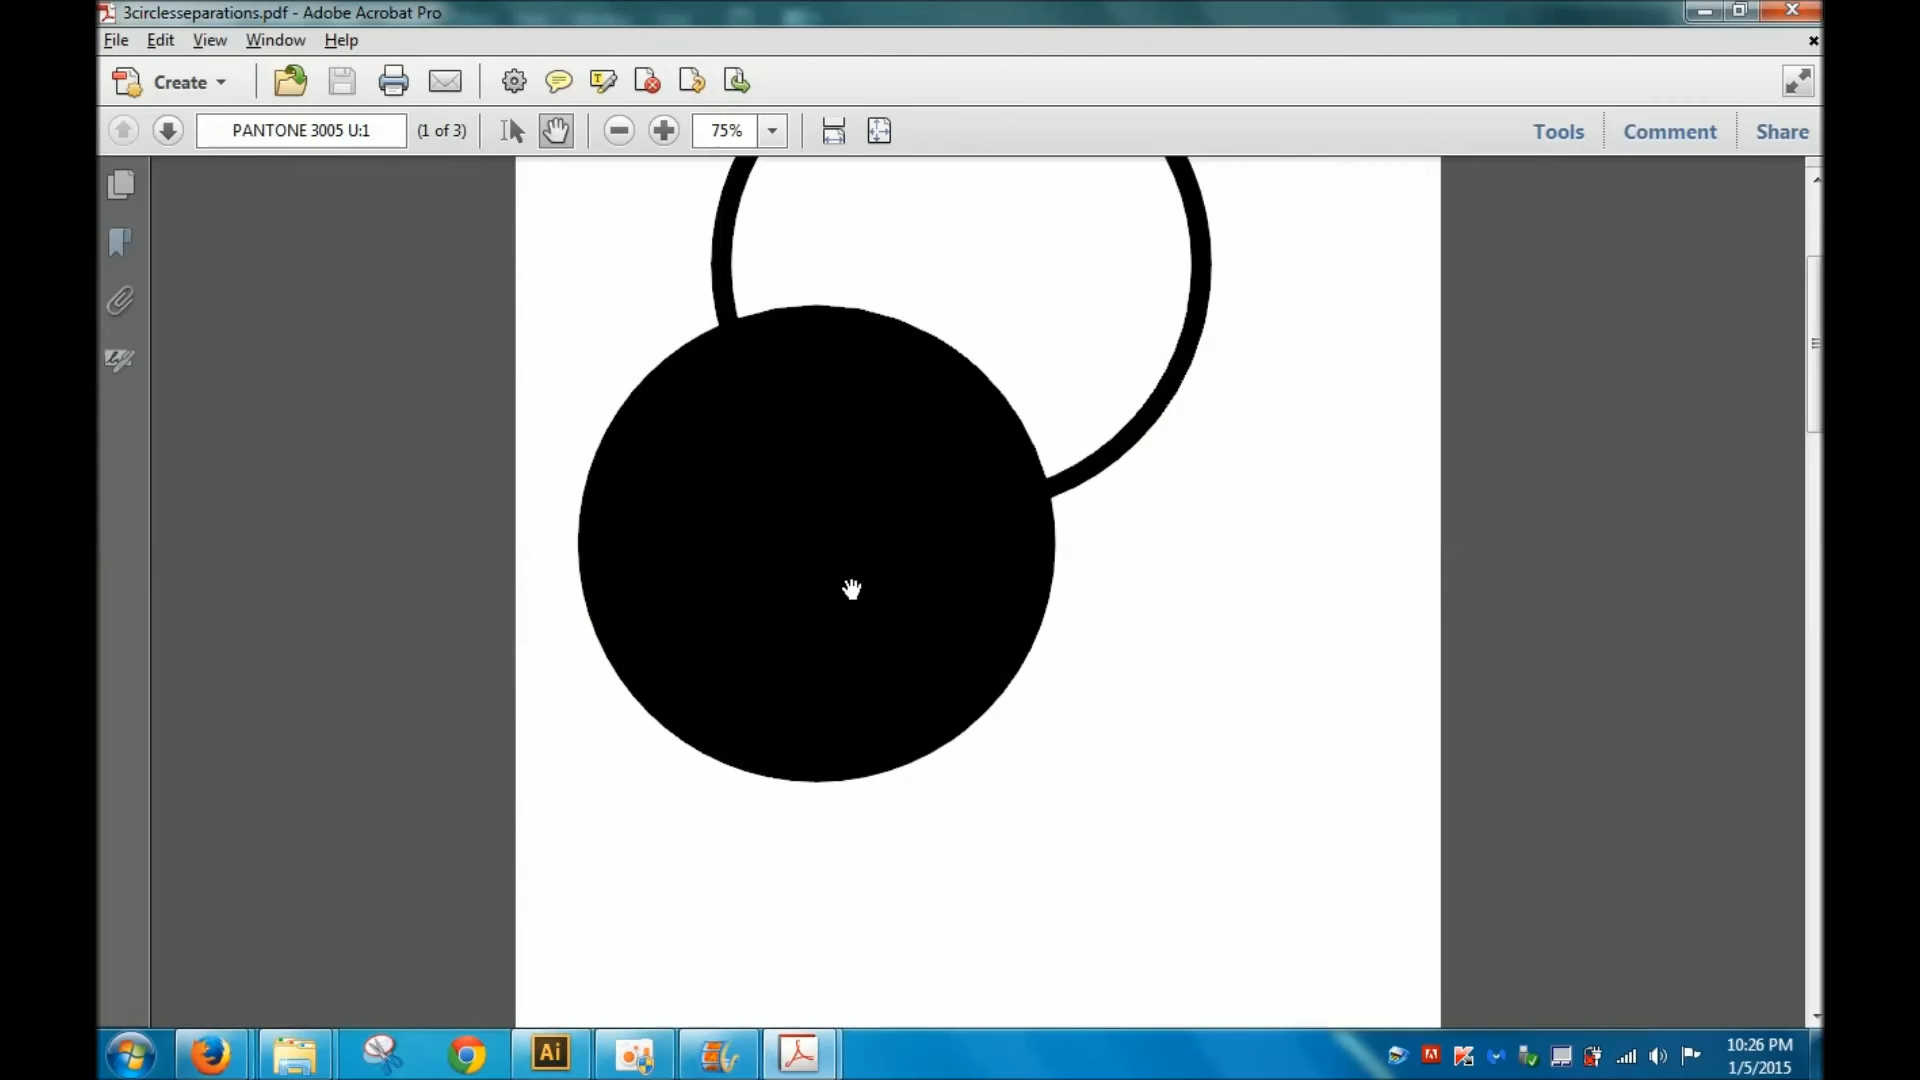 3circlesseparations.pdf - Adobe Acrobat Pro
File Edit View Window Help
Create
PANTONE 3005 U:1 (1 of 3) 75% Tools Comment Share
Ai
10:26 PM
1/5/2015